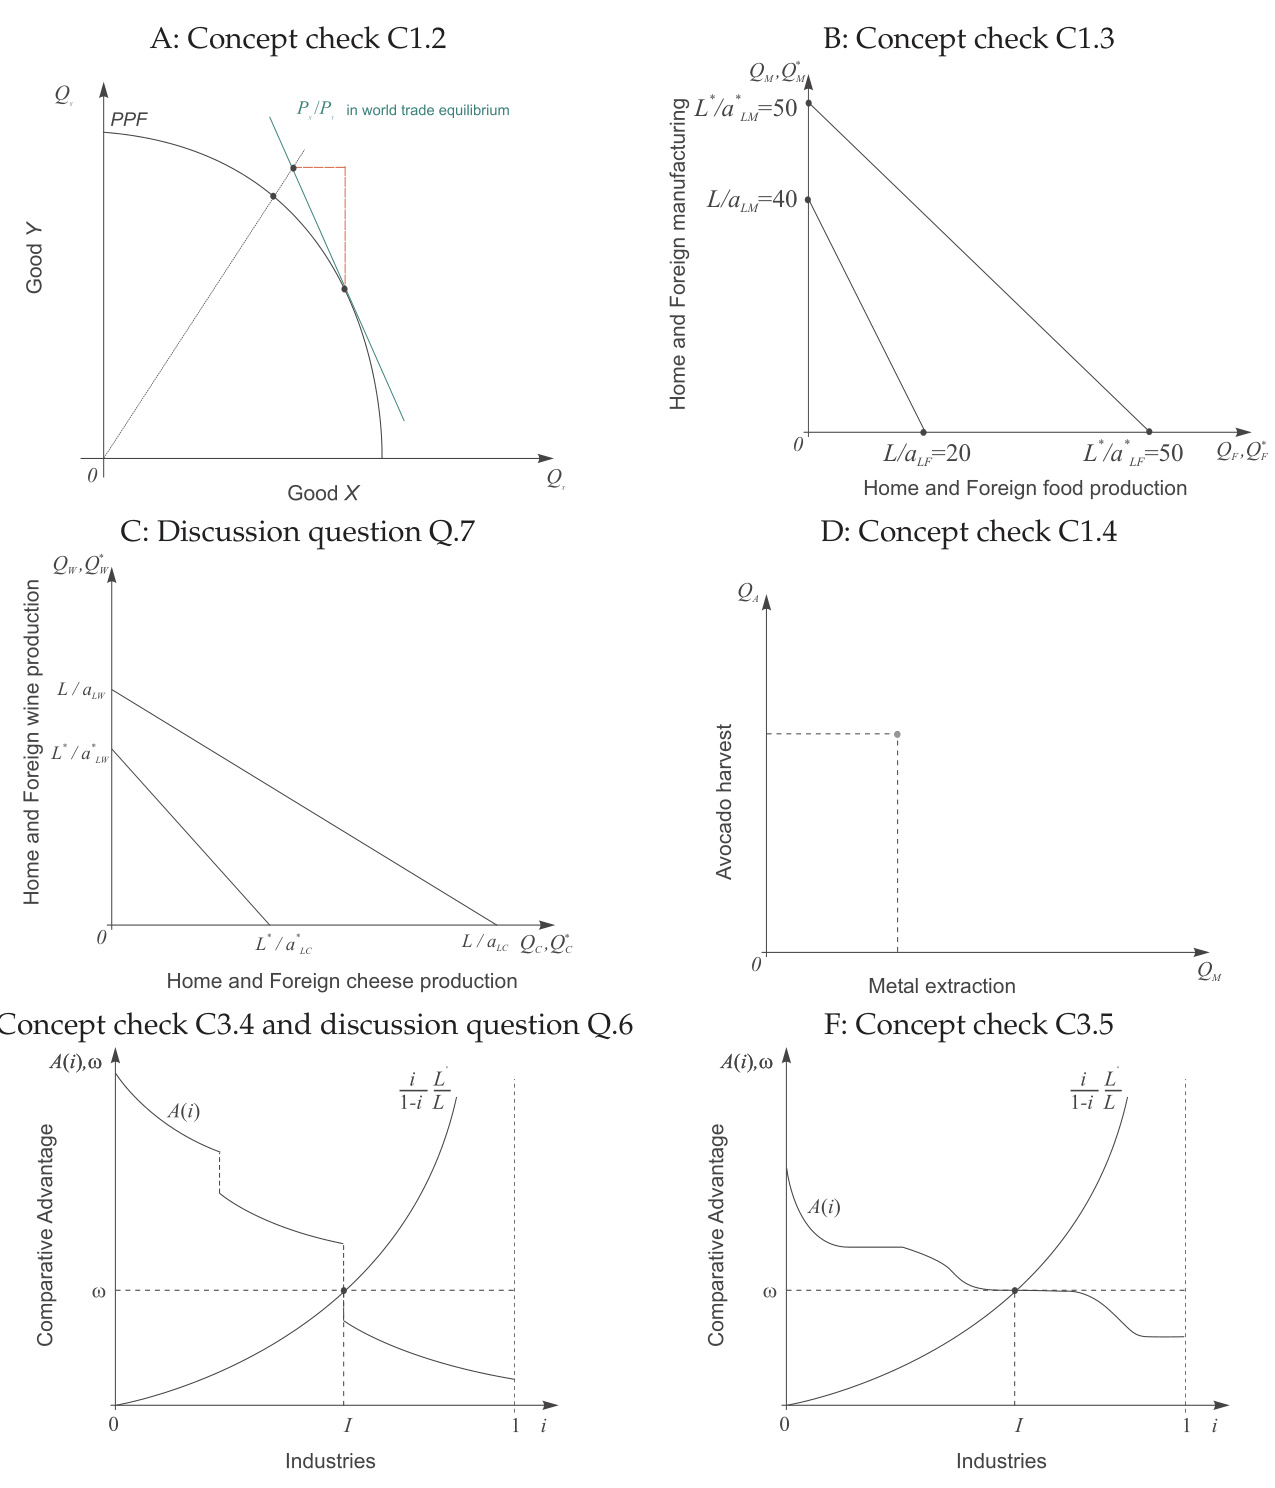 A: Concept check C1.2
Q
PPF
P /P in world trade equilibrium
Good Y
0
Q
Good X
B: Concept check C1.3
Q_M,Q*_M
L*/a*_LM=50
L/a_LM=40
Home and Foreign manufacturing
0
L/a_LF=20
L*/a*_LF=50
Q_F,Q*_F
Home and Foreign food production
C: Discussion question Q.7
Q_W,Q*_W
Home and Foreign wine production
L / a_LW
L* / a*_LW
0
L* / a*_LC
L / a_LC
Q_C,Q*_C
Home and Foreign cheese production
D: Concept check C1.4
Q_A
Avocado harvest
0
Q_M
Metal extraction
Concept check C3.4 and discussion question Q.6
A(i),ω
A(i)
i/1-i L*/L
Comparative Advantage
ω
0
I
1
i
Industries
F: Concept check C3.5
A(i),ω
i/1-i L*/L
A(i)
Comparative Advantage
ω
0
I
1
i
Industries